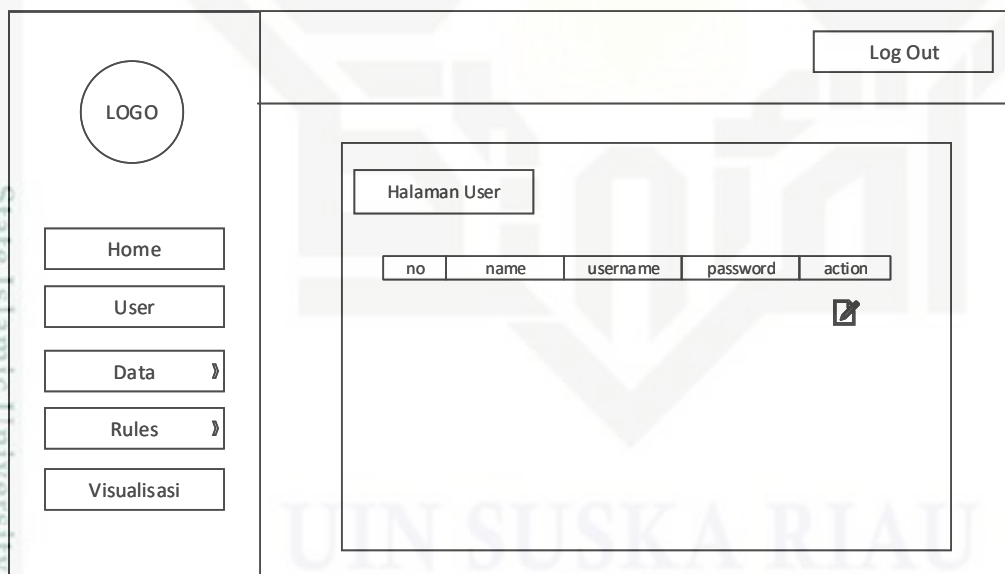 Log Out
LOGO
Halaman User
Home
no name username password action
User
Data
Rules
Visualisasi
UIN SUSKA RIAU